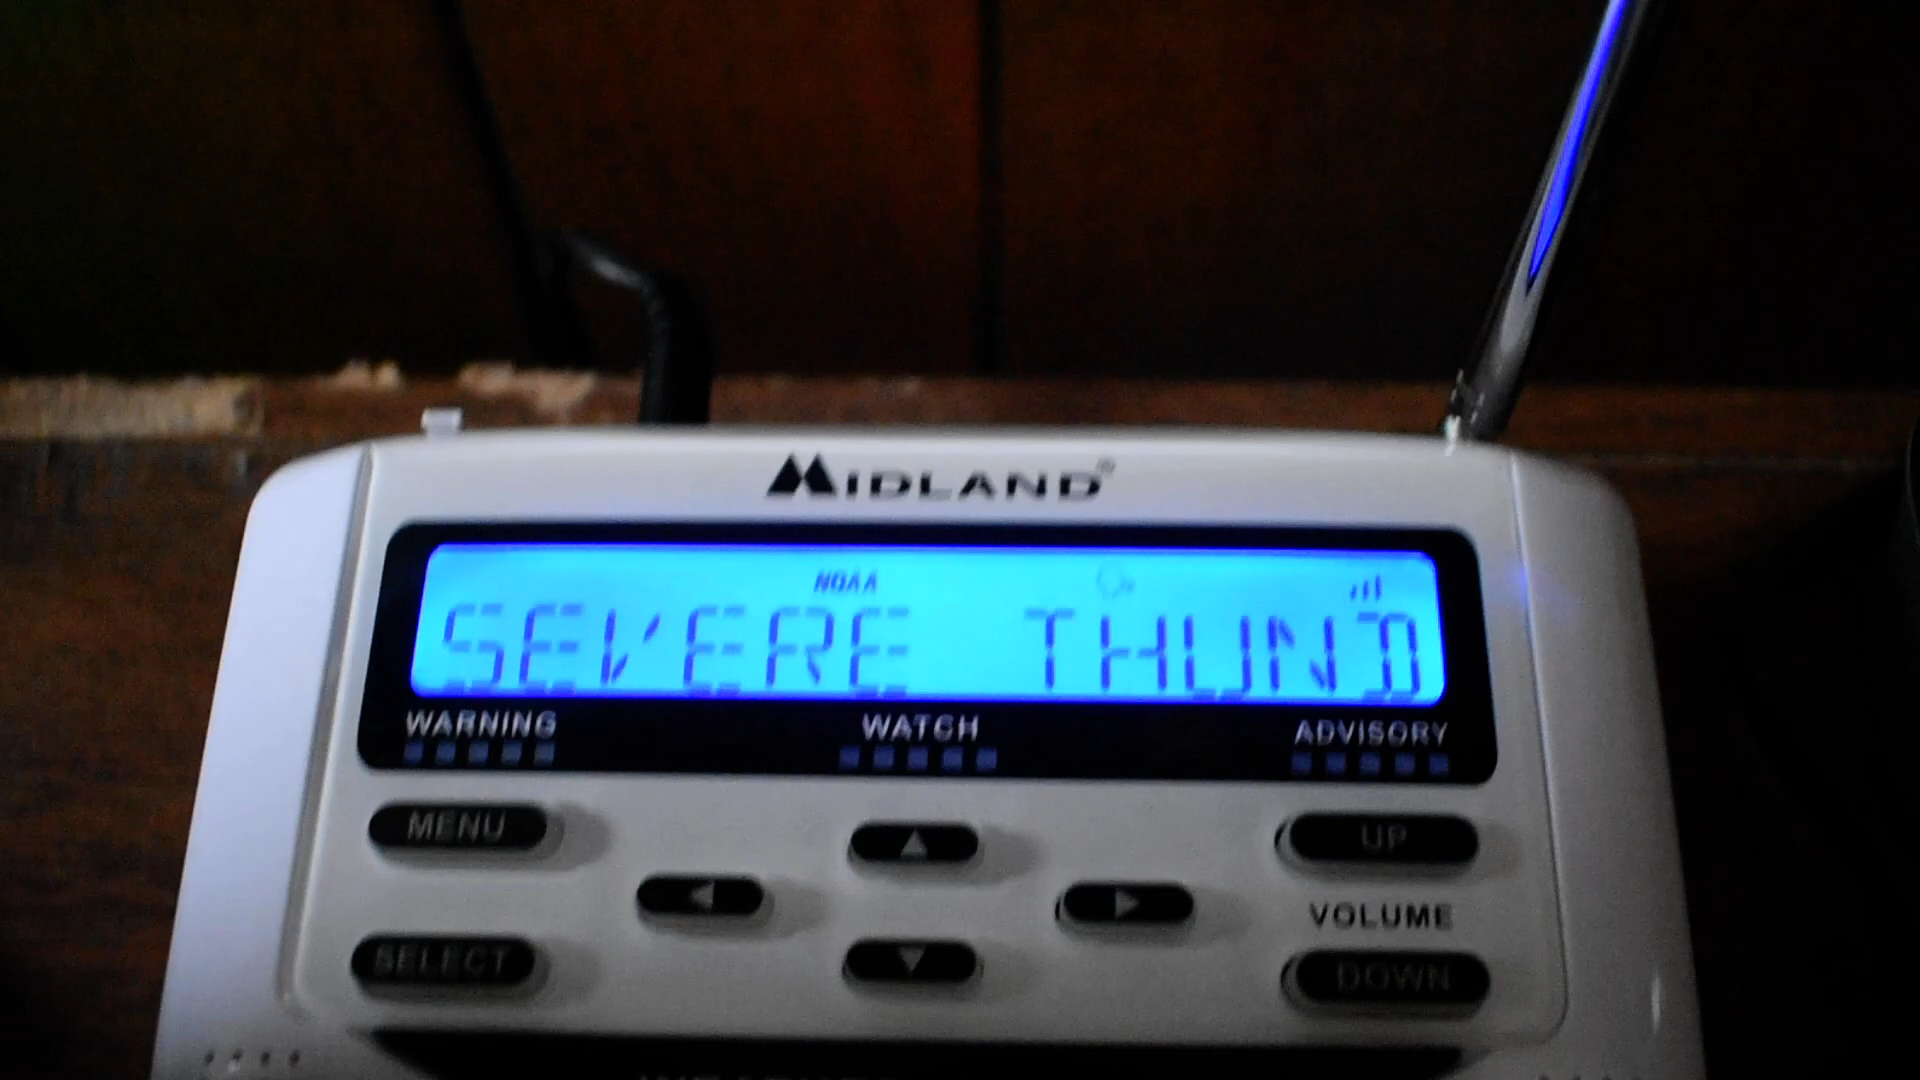 MIDLAND®
NOAA
SEVERE THUND
WARNING WATCH ADVISORY
MENU UP
VOLUME
SELECT DOWN